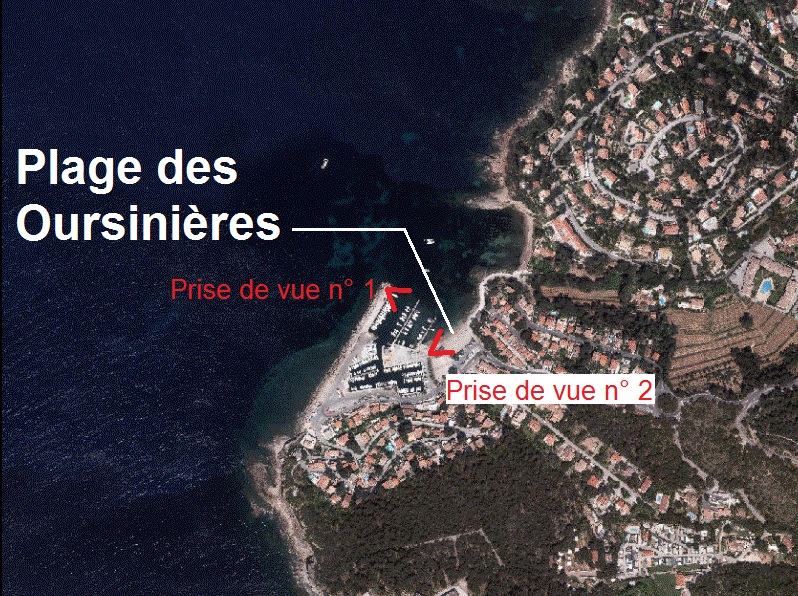 Plage des
Oursinières
Prise de vue n° 1
Prise de vue n° 2